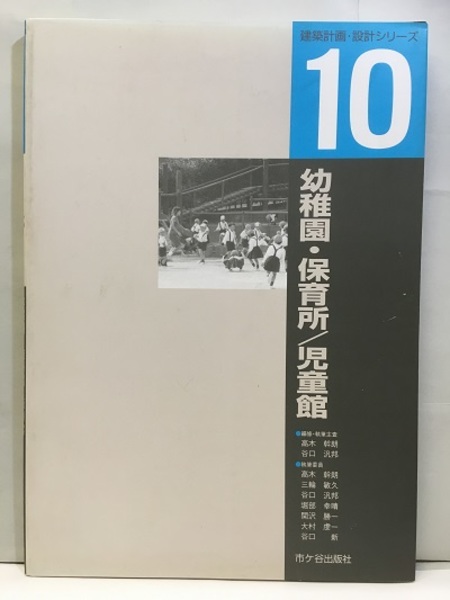 建築計画・設計シリーズ
10
幼稚園・保育所/児童館
●編集・執筆主査
高木 幹朗
谷口 汎邦
●執筆委員
高木 幹朗
三輪 敏久
谷口 汎邦
堀部 幸晴
関沢 勝一
大村 虔一
谷口 新
市ケ谷出版社